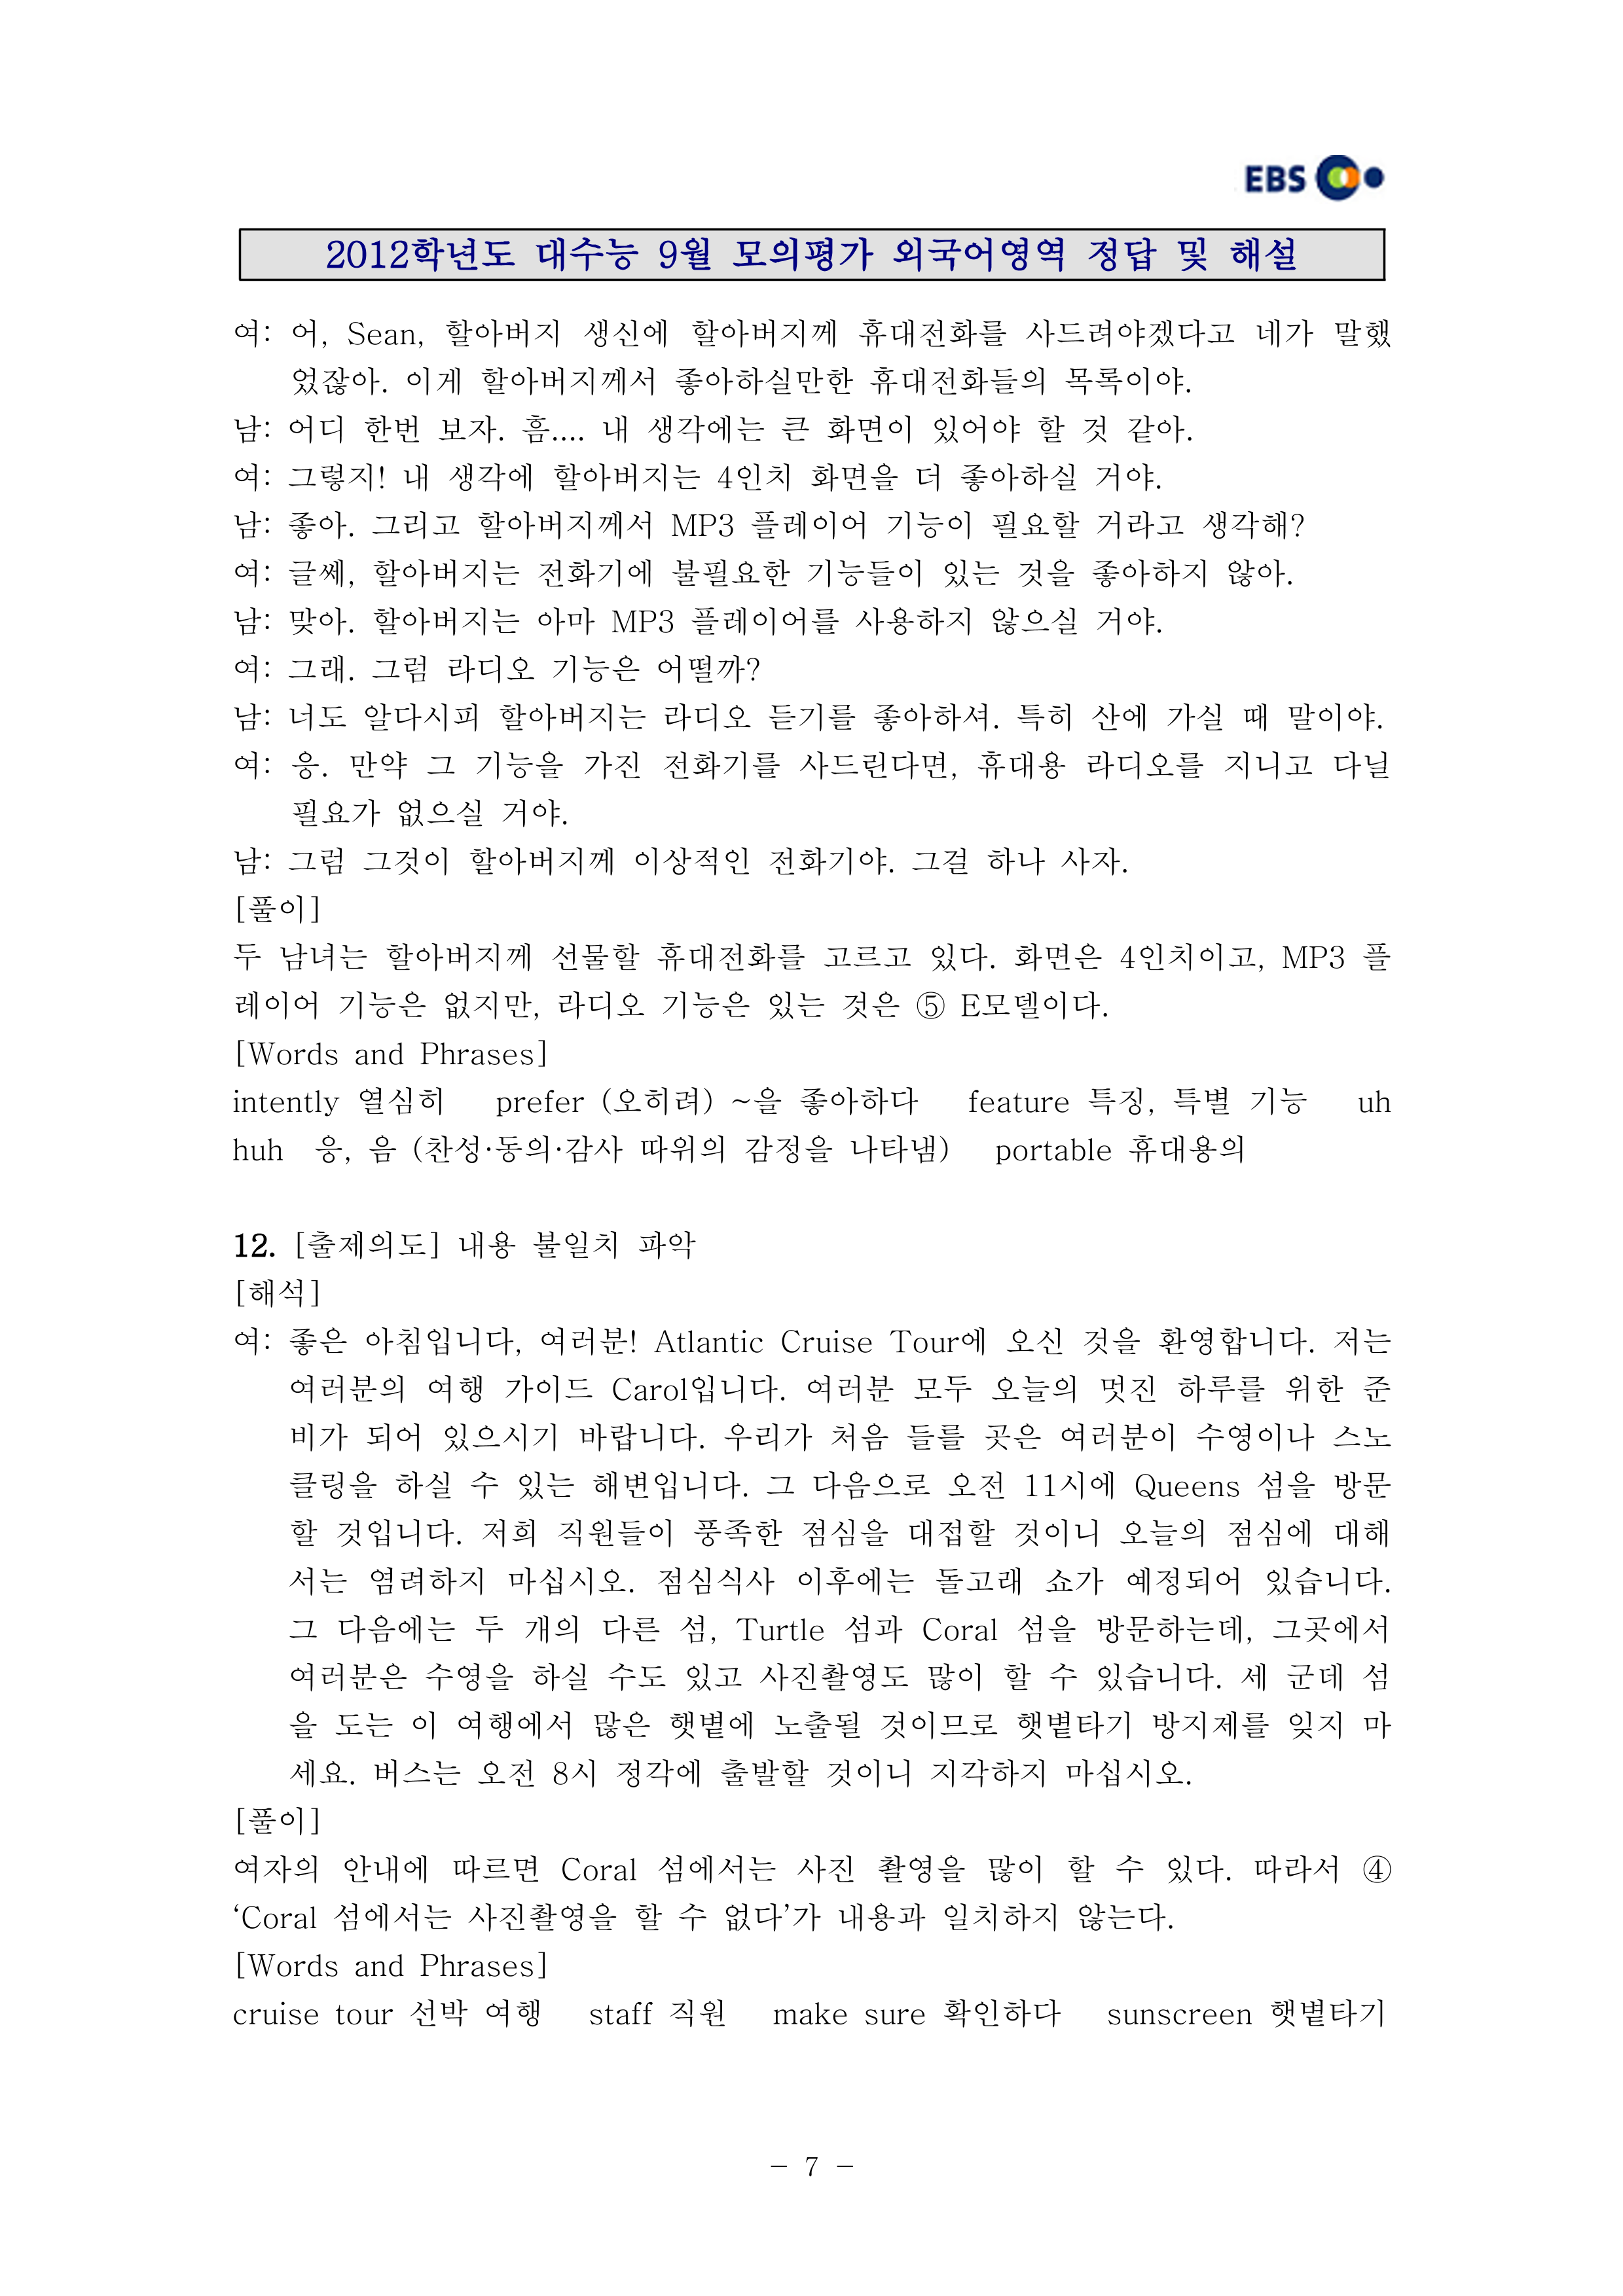 EBS
2012학년도 대수능 9월 모의평가 외국어영역 정답 및 해설
여: 어, Sean, 할아버지 생신에 할아버지께 휴대전화를 사드려야겠다고 네가 말했
었잖아. 이게 할아버지께서 좋아하실만한 휴대전화들의 목록이야.
남: 어디 한번 보자. 흠.... 내 생각에는 큰 화면이 있어야 할 것 같아.
여: 그렇지! 내 생각에 할아버지는 4인치 화면을 더 좋아하실 거야.
남: 좋아. 그리고 할아버지께서 MP3 플레이어 기능이 필요할 거라고 생각해?
여: 글쎄, 할아버지는 전화기에 불필요한 기능들이 있는 것을 좋아하지 않아.
남: 맞아. 할아버지는 아마 MP3 플레이어를 사용하지 않으실 거야.
여: 그래. 그럼 라디오 기능은 어떨까?
남: 너도 알다시피 할아버지는 라디오 듣기를 좋아하셔. 특히 산에 가실 때 말이야.
여: 응. 만약 그 기능을 가진 전화기를 사드린다면, 휴대용 라디오를 지니고 다닐
필요가 없으실 거야.
남: 그럼 그것이 할아버지께 이상적인 전화기야. 그걸 하나 사자.
[풀이]
두 남녀는 할아버지께 선물할 휴대전화를 고르고 있다. 화면은 4인치이고, MP3 플
레이어 기능은 없지만, 라디오 기능은 있는 것은 ⑤ E모델이다.
[Words and Phrases]
intently 열심히 prefer (오히려) ~을 좋아하다 feature 특징, 특별 기능 uh
huh 응, 음 (찬성·동의·감사 따위의 감정을 나타냄) portable 휴대용의
12. [출제의도] 내용 불일치 파악
[해석]
여: 좋은 아침입니다, 여러분! Atlantic Cruise Tour에 오신 것을 환영합니다. 저는
여러분의 여행 가이드 Carol입니다. 여러분 모두 오늘의 멋진 하루를 위한 준
비가 되어 있으시기 바랍니다. 우리가 처음 들를 곳은 여러분이 수영이나 스노
클링을 하실 수 있는 해변입니다. 그 다음으로 오전 11시에 Queens 섬을 방문
할 것입니다. 저희 직원들이 풍족한 점심을 대접할 것이니 오늘의 점심에 대해
서는 염려하지 마십시오. 점심식사 이후에는 돌고래 쇼가 예정되어 있습니다.
그 다음에는 두 개의 다른 섬, Turtle 섬과 Coral 섬을 방문하는데, 그곳에서
여러분은 수영을 하실 수도 있고 사진촬영도 많이 할 수 있습니다. 세 군데 섬
을 도는 이 여행에서 많은 햇볕에 노출될 것이므로 햇볕타기 방지제를 잊지 마
세요. 버스는 오전 8시 정각에 출발할 것이니 지각하지 마십시오.
[풀이]
여자의 안내에 따르면 Coral 섬에서는 사진 촬영을 많이 할 수 있다. 따라서 ④
‘Coral 섬에서는 사진촬영을 할 수 없다’가 내용과 일치하지 않는다.
[Words and Phrases]
cruise tour 선박 여행 staff 직원 make sure 확인하다 sunscreen 햇볕타기
- 7 -